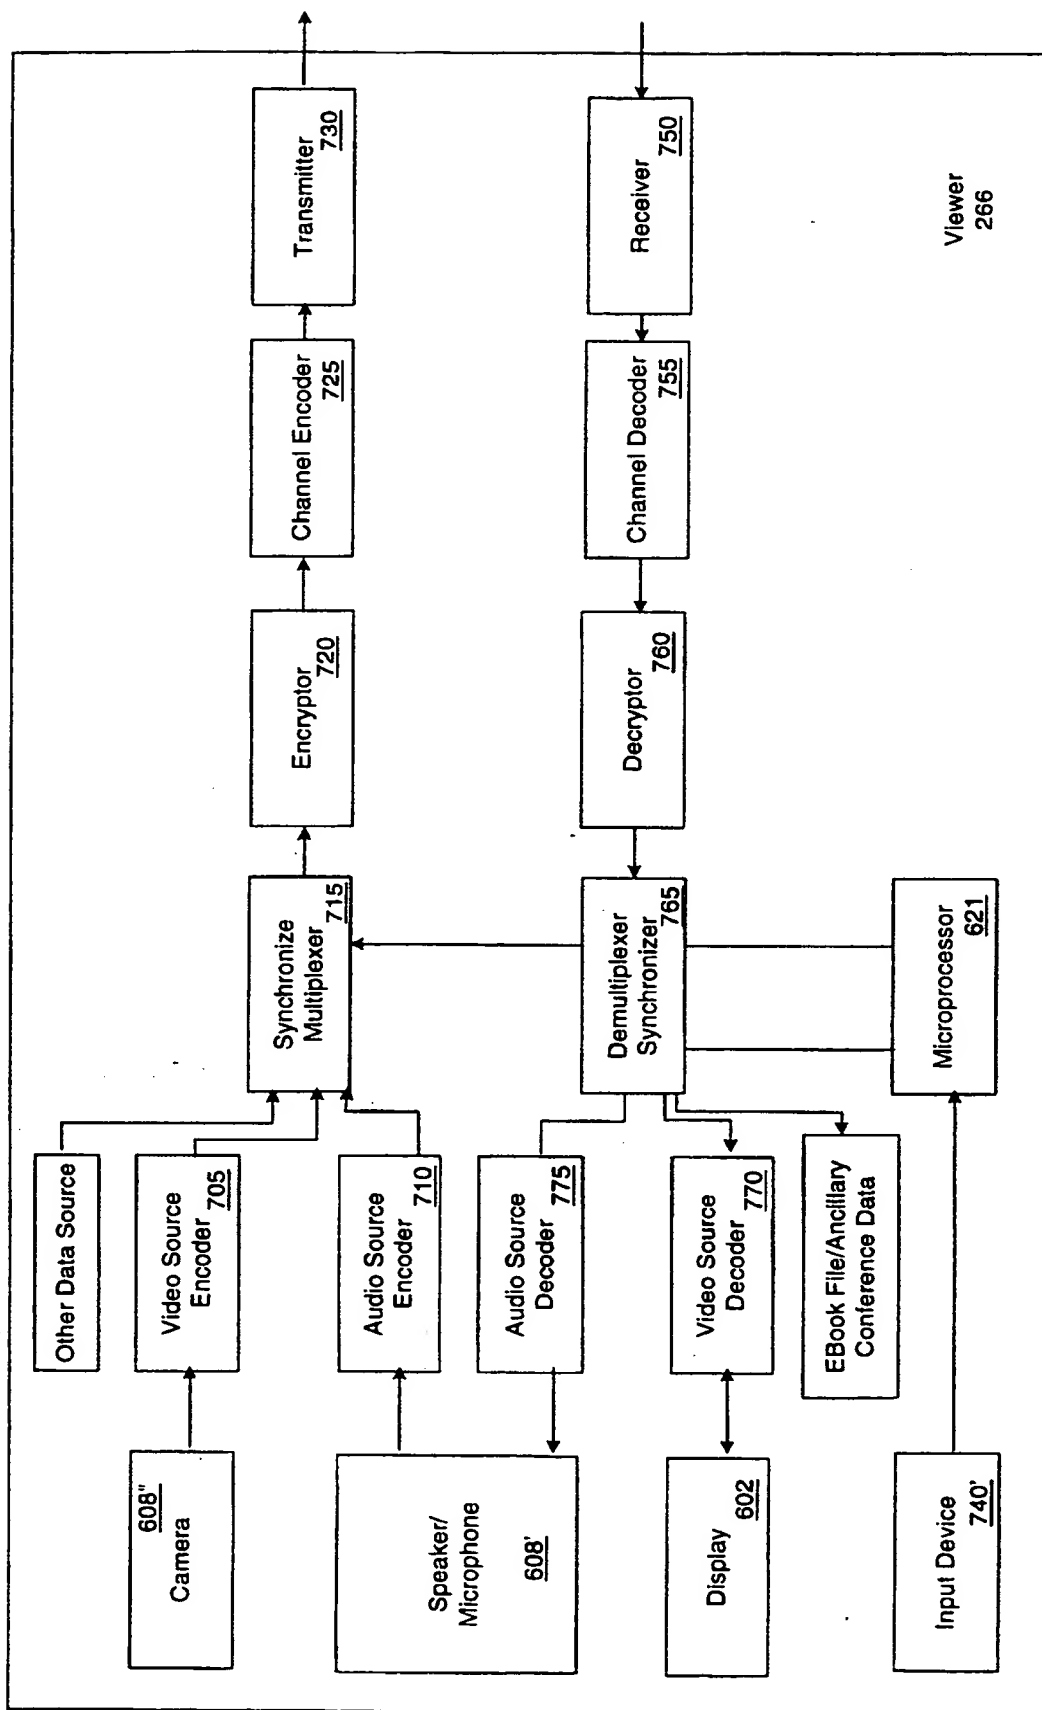 Other Data Source
Camera
608"
Video Source
Encoder
705
Synchronize
Multiplexer
715
Encryptor
720
Channel Encoder
725
Transmitter
730
Speaker/
Microphone
608'
Audio Source
Encoder
710
Audio Source
Decoder
775
Demultiplexer
Synchronizer
765
Decryptor
760
Channel Decoder
755
Receiver
750
Display
602
Video Source
Decoder
770
EBook File/Ancillary
Conference Data
Input Device
740'
Microprocessor
621
Viewer
266